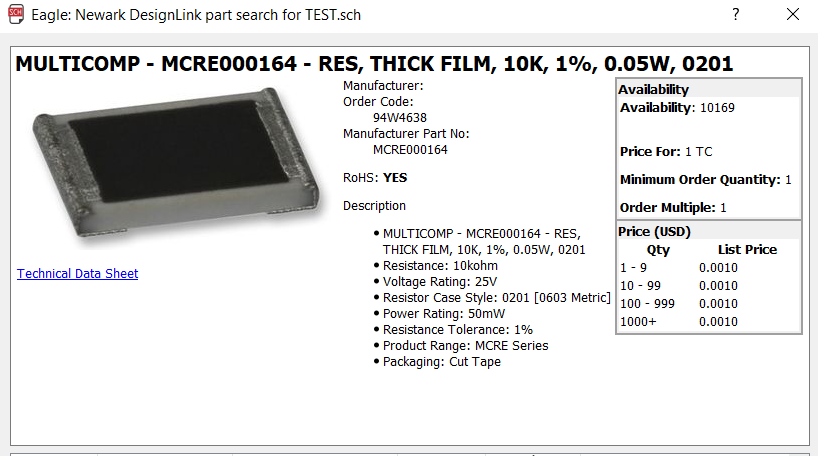 SCH
Eagle: Newark DesignLink part search for TEST.sch
?
MULTICOMP - MCRE000164 - RES, THICK FILM, 10K, 1%, 0.05W, 0201
Manufacturer:
Order Code:
94W4638
Manufacturer Part No:
MCRE000164
RoHS: YES
Description
MULTICOMP - MCRE000164 - RES,
THICK FILM, 10K, 1%, 0.05W, 0201
Resistance: 10kohm
Voltage Rating: 25V
Resistor Case Style: 0201 [0603 Metric]
Power Rating: 50mW
Resistance Tolerance: 1%
Product Range: MCRE Series
Packaging: Cut Tape
Technical Data Sheet
Availability
Availability: 10169
Price For: 1 TC
Minimum Order Quantity: 1
Order Multiple: 1
Price (USD)
Qty List Price
1 - 9 0.0010
10 - 99 0.0010
100 - 999 0.0010
1000+ 0.0010